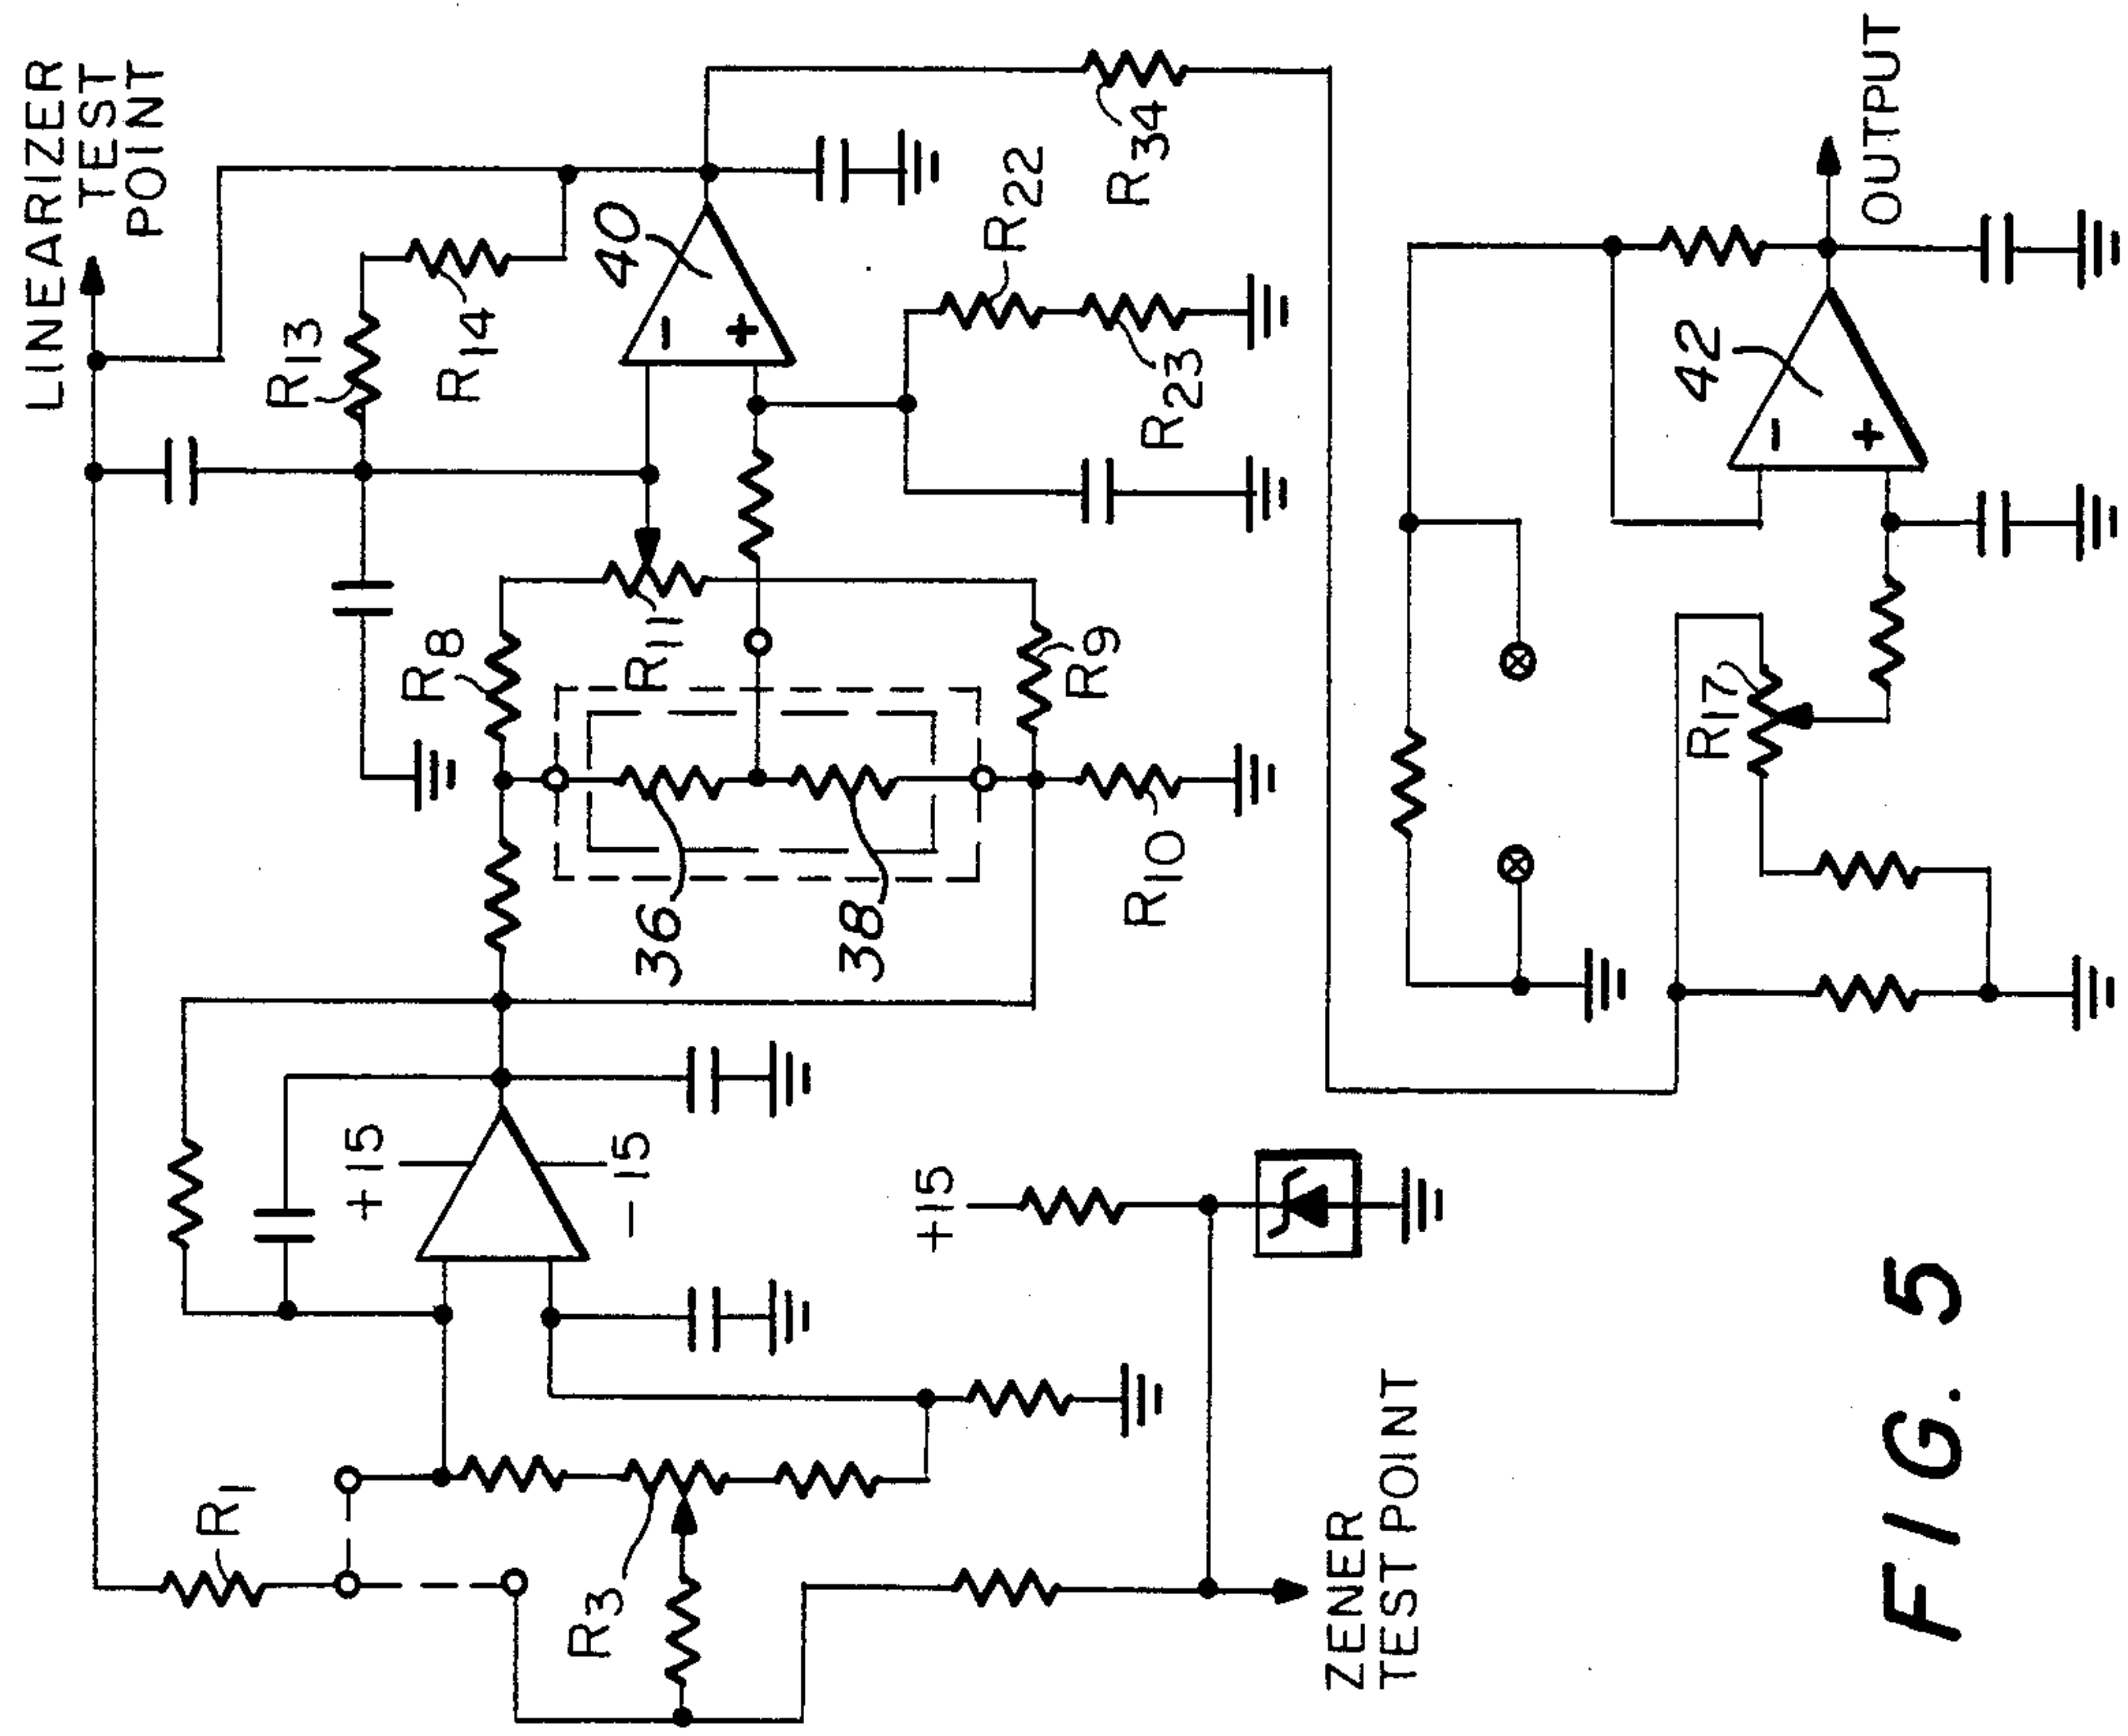 LINEARIZER
TEST
POINT
R13
R14
40
R22
R34
R23
R8
R11
R9
36
38
R10
+15
-15
R1
R3
+15
ZENER
TEST POINT
42
R17
OUTPUT
FIG. 5